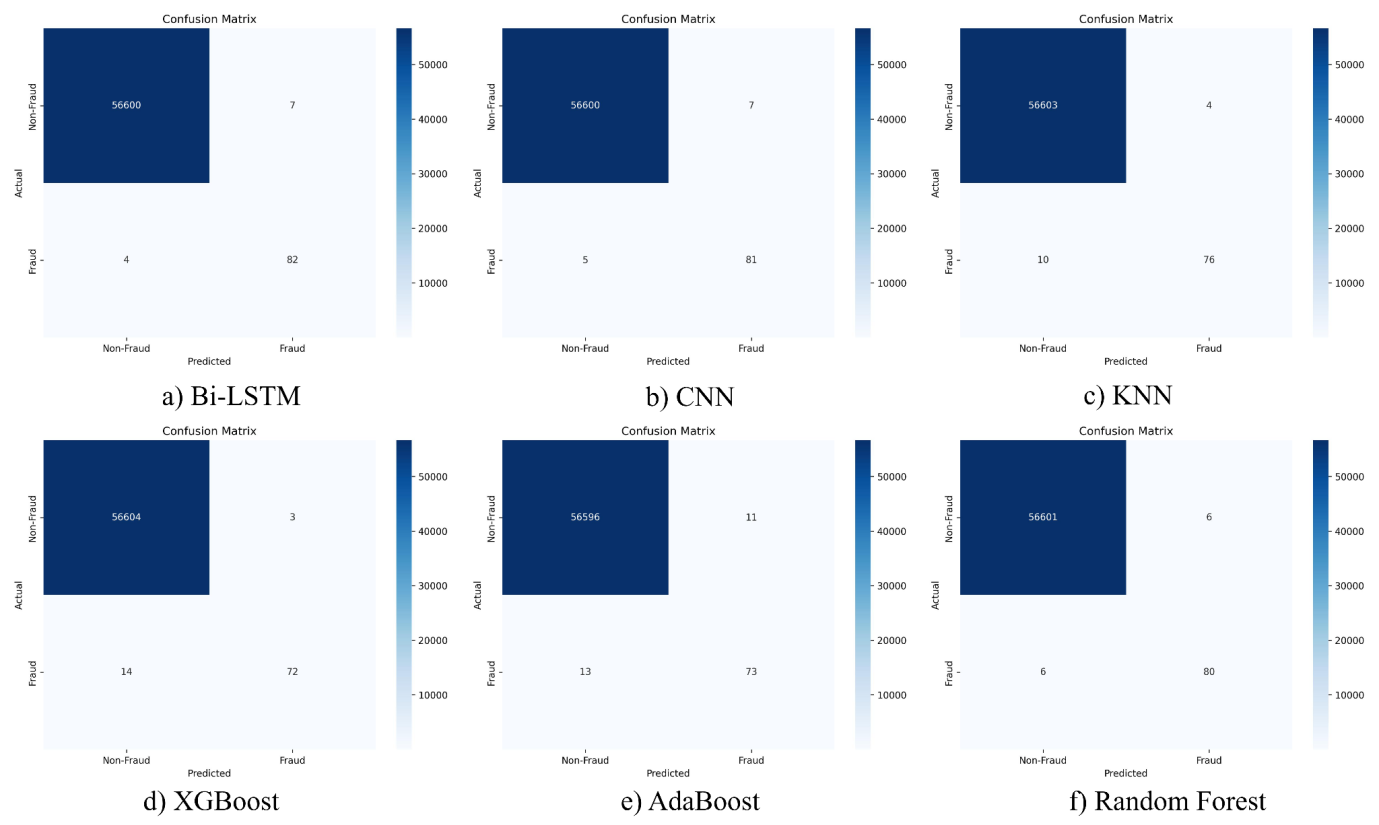 Confusion Matrix
Non-Fraud
Fraud
Actual
56600
7
4
82
Non-Fraud
Fraud
Predicted
50000
40000
30000
20000
10000
a) Bi-LSTM
Confusion Matrix
Non-Fraud
Fraud
Actual
56600
7
5
81
Non-Fraud
Fraud
Predicted
50000
40000
30000
20000
10000
b) CNN
Confusion Matrix
Non-Fraud
Fraud
Actual
56603
4
10
76
Non-Fraud
Fraud
Predicted
50000
40000
30000
20000
10000
c) KNN
Confusion Matrix
Non-Fraud
Fraud
Actual
56604
3
14
72
Non-Fraud
Fraud
Predicted
50000
40000
30000
20000
10000
d) XGBoost
Confusion Matrix
Non-Fraud
Fraud
Actual
56596
11
13
73
Non-Fraud
Fraud
Predicted
50000
40000
30000
20000
10000
e) AdaBoost
Confusion Matrix
Non-Fraud
Fraud
Actual
56601
6
6
80
Non-Fraud
Fraud
Predicted
50000
40000
30000
20000
10000
f) Random Forest